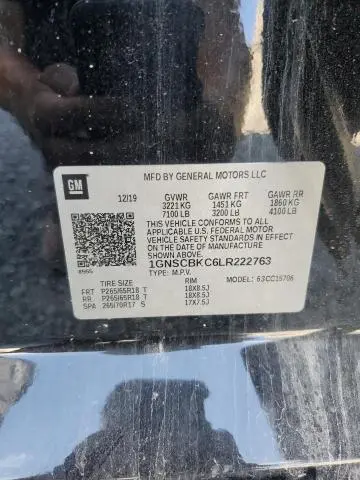 GM
MFD BY GENERAL MOTORS LLC
12/19 GVWR GAWR FRT GAWR RR
3221 KG 1451 KG 1860 KG
7100 LB 3200 LB 4100 LB
THIS VEHICLE CONFORMS TO ALL
APPLICABLE U.S. FEDERAL MOTOR
VEHICLE SAFETY STANDARDS IN EFFECT
ON THE DATE OF MANUFACTURE
SHOWN ABOVE.
1GNSCBKC6LR222763
TYPE: M.P.V. MODEL: 63CC15706
TIRE SIZE RIM
FRT P265/65R18 T 18X8.5J
RR P265/65R18 T 18X8.5J
SPA 265/70R17 S 17X7.5J